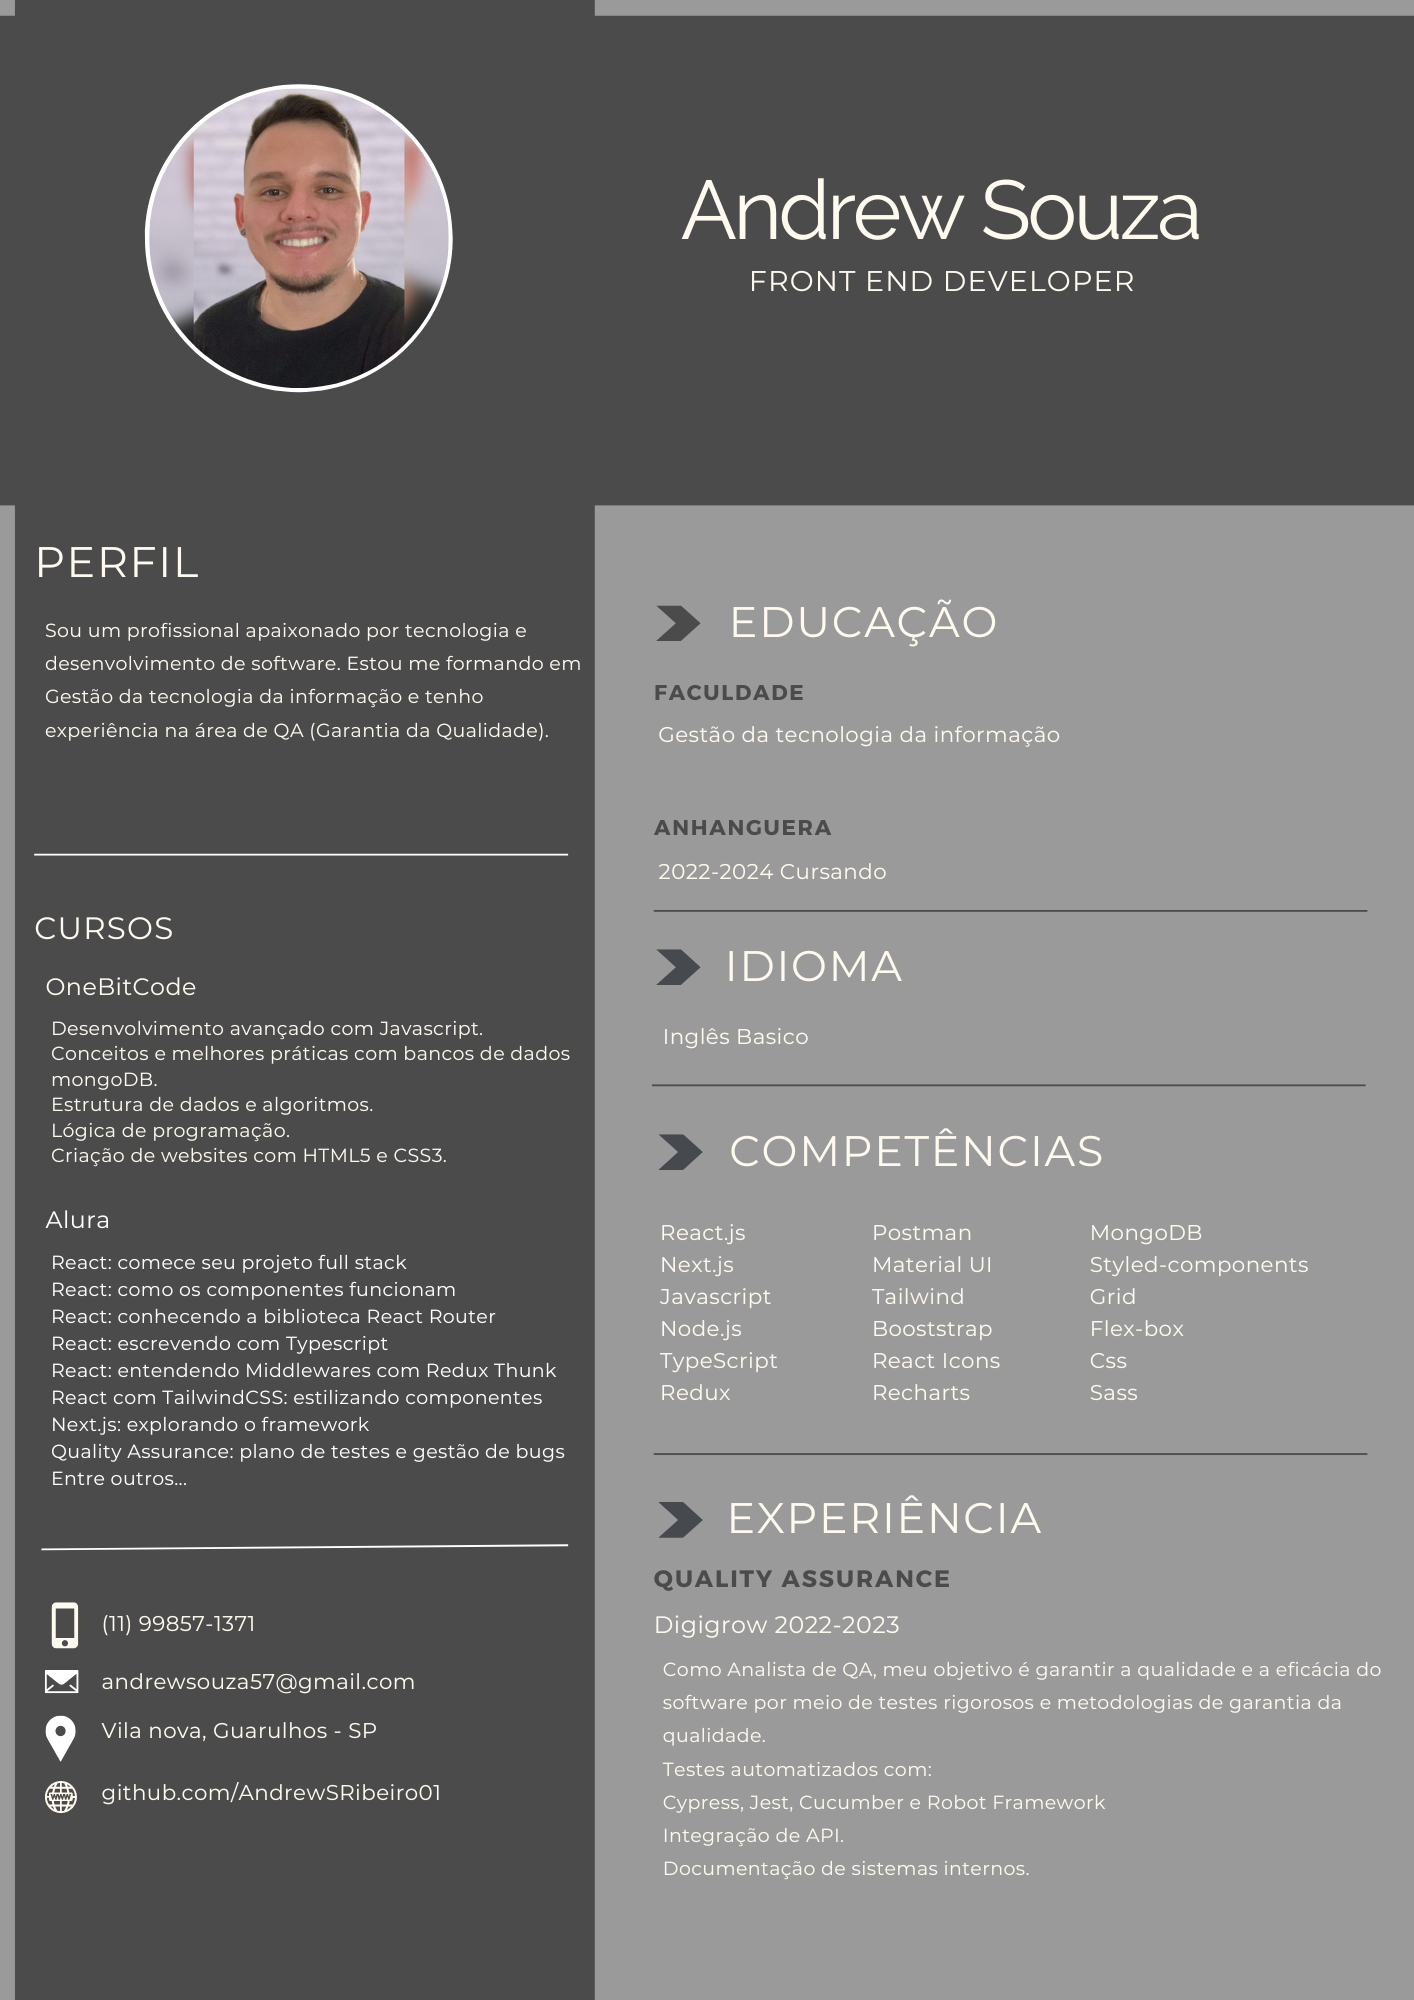 Andrew Souza
FRONT END DEVELOPER
PERFIL
Sou um profissional apaixonado por tecnologia e
desenvolvimento de software. Estou me formando em
Gestão da tecnologia da informação e tenho
experiência na área de QA (Garantia da Qualidade).
CURSOS
OneBitCode
Desenvolvimento avançado com Javascript.
Conceitos e melhores práticas com bancos de dados
mongoDB.
Estrutura de dados e algoritmos.
Lógica de programação.
Criação de websites com HTML5 e CSS3.
Alura
React: comece seu projeto full stack
React: como os componentes funcionam
React: conhecendo a biblioteca React Router
React: escrevendo com Typescript
React: entendendo Middlewares com Redux Thunk
React com TailwindCSS: estilizando componentes
Next.js: explorando o framework
Quality Assurance: plano de testes e gestão de bugs
Entre outros...
(11) 99857-1371
andrewsouza57@gmail.com
Vila nova, Guarulhos - SP
www
github.com/AndrewSRibeiro01
EDUCAÇÃO
FACULDADE
Gestão da tecnologia da informação
ANHANGUERA
2022-2024 Cursando
IDIOMA
Inglês Basico
COMPETÊNCIAS
React.js
Next.js
Javascript
Node.js
TypeScript
Redux
Postman
Material UI
Tailwind
Booststrap
React Icons
Recharts
MongoDB
Styled-components
Grid
Flex-box
Css
Sass
EXPERIÊNCIA
QUALITY ASSURANCE
Digigrow 2022-2023
Como Analista de QA, meu objetivo é garantir a qualidade e a eficácia do
software por meio de testes rigorosos e metodologias de garantia da
qualidade.
Testes automatizados com:
Cypress, Jest, Cucumber e Robot Framework
Integração de API.
Documentação de sistemas internos.